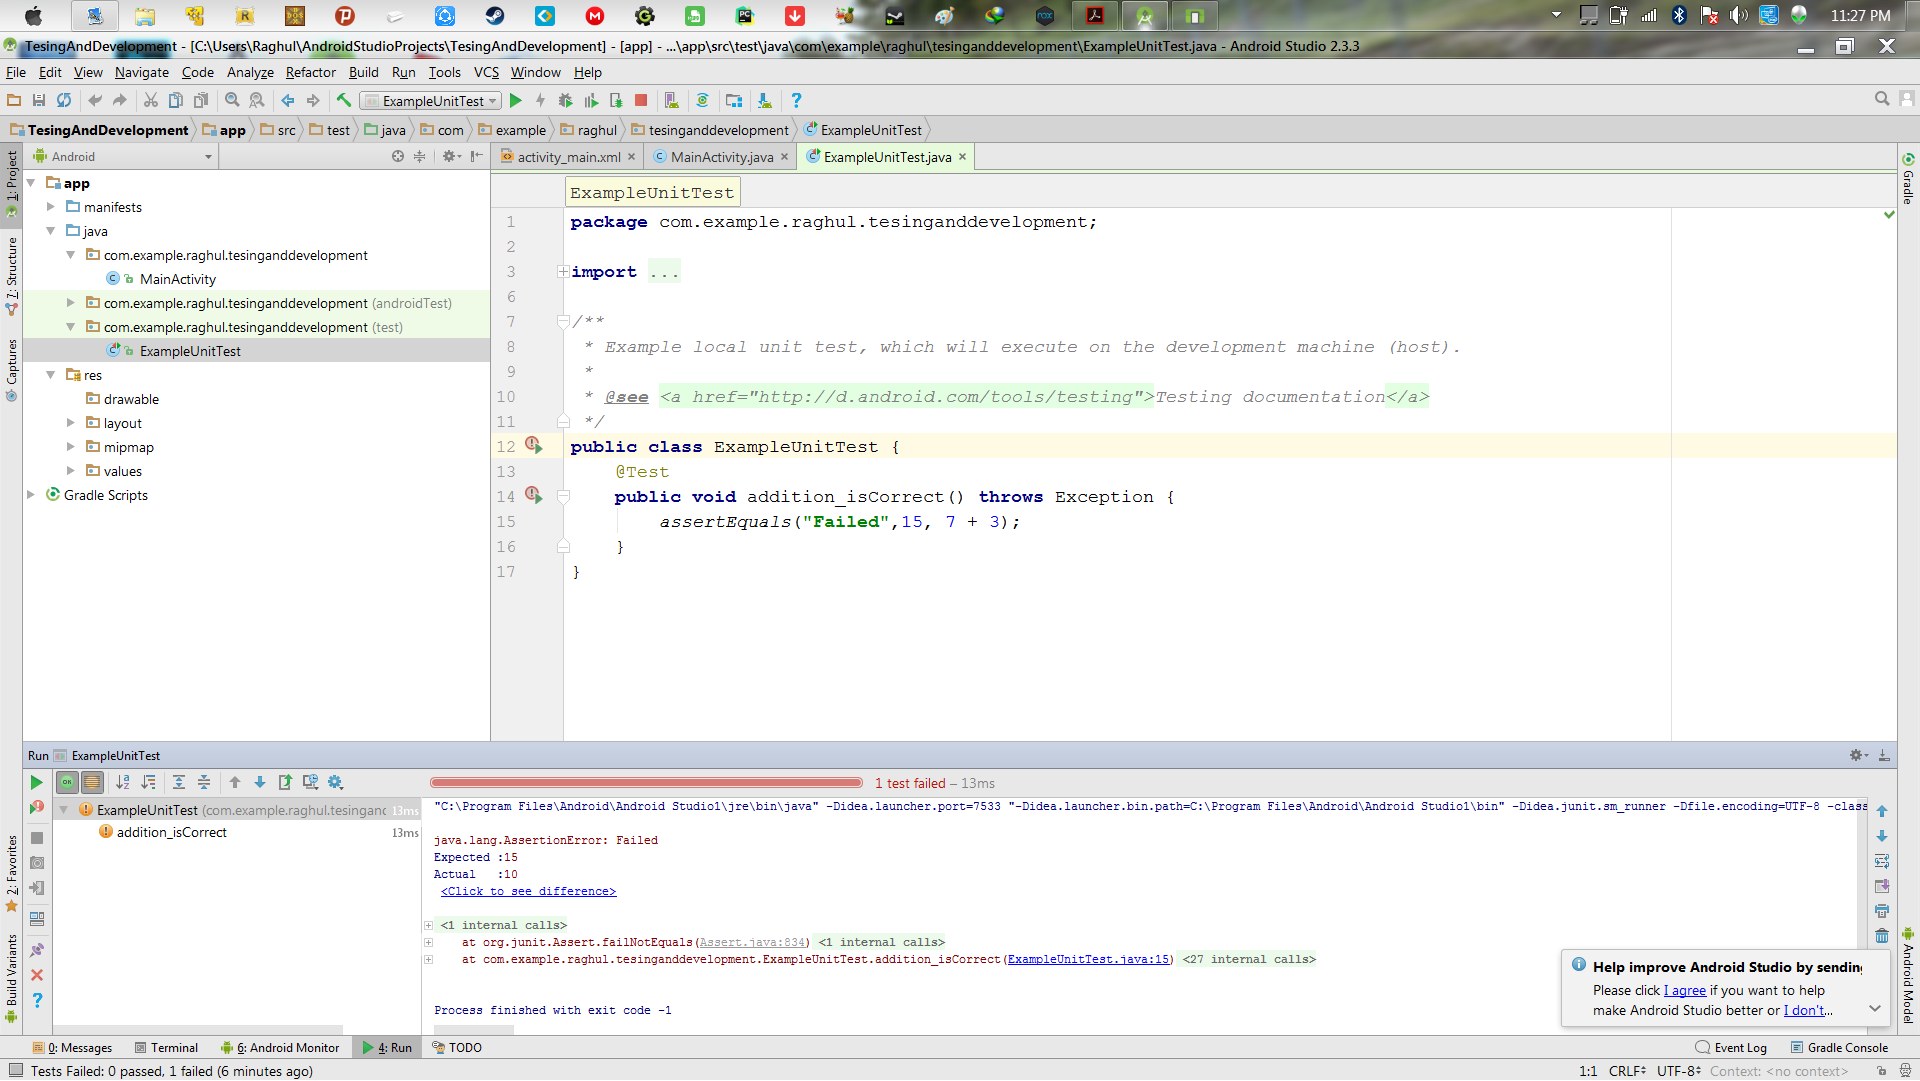 11:27 PM
TesingAndDevelopment - [C:\Users\Raghul\AndroidStudioProjects\TesingAndDevelopment] - [app] - ...\app\src\test\java\com\example\raghul\tesinganddevelopment\ExampleUnitTest.java - Android Studio 2.3.3
File Edit View Navigate Code Analyze Refactor Build Run Tools VCS Window Help
ExampleUnitTest
TesingAndDevelopment app src test java com example raghul tesinganddevelopment ExampleUnitTest
Android
activity_main.xml MainActivity.java ExampleUnitTest.java
1: Project
7: Structure
Captures
2: Favorites
Build Variants
app
manifests
java
com.example.raghul.tesinganddevelopment
MainActivity
com.example.raghul.tesinganddevelopment (androidTest)
com.example.raghul.tesinganddevelopment (test)
ExampleUnitTest
res
drawable
layout
mipmap
values
Gradle Scripts
ExampleUnitTest
1 package com.example.raghul.tesinganddevelopment;
2
3 import ...
6
7 /**
8 * Example local unit test, which will execute on the development machine (host).
9 *
10 * @see <a href="http://d.android.com/tools/testing">Testing documentation</a>
11 */
12 public class ExampleUnitTest {
13 @Test
14 public void addition_isCorrect() throws Exception {
15 assertEquals("Failed",15, 7 + 3);
16 }
17 }
Gradle
Android Model
Run ExampleUnitTest
1 test failed – 13ms
ExampleUnitTest (com.example.raghul.tesinganc 13ms
addition_isCorrect 13ms
"C:\Program Files\Android\Android Studio1\jre\bin\java" -Didea.launcher.port=7533 "-Didea.launcher.bin.path=C:\Program Files\Android\Android Studio1\bin" -Didea.junit.sm_runner -Dfile.encoding=UTF-8 -class
java.lang.AssertionError: Failed
Expected :15
Actual :10
<Click to see difference>
<1 internal calls>
at org.junit.Assert.failNotEquals(Assert.java:834) <1 internal calls>
at com.example.raghul.tesinganddevelopment.ExampleUnitTest.addition_isCorrect(ExampleUnitTest.java:15) <27 internal calls>
Process finished with exit code -1
Help improve Android Studio by sending
Please click I agree if you want to help
make Android Studio better or I don't...
0: Messages Terminal 6: Android Monitor 4: Run TODO Event Log Gradle Console
Tests Failed: 0 passed, 1 failed (6 minutes ago) 1:1 CRLF UTF-8 Context: <no context>